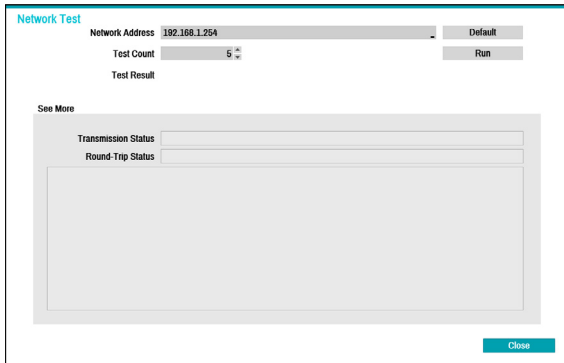 Network Test
Network Address 192.168.1.254 Default
Test Count 5 Run
Test Result
See More
Transmission Status
Round-Trip Status
Close